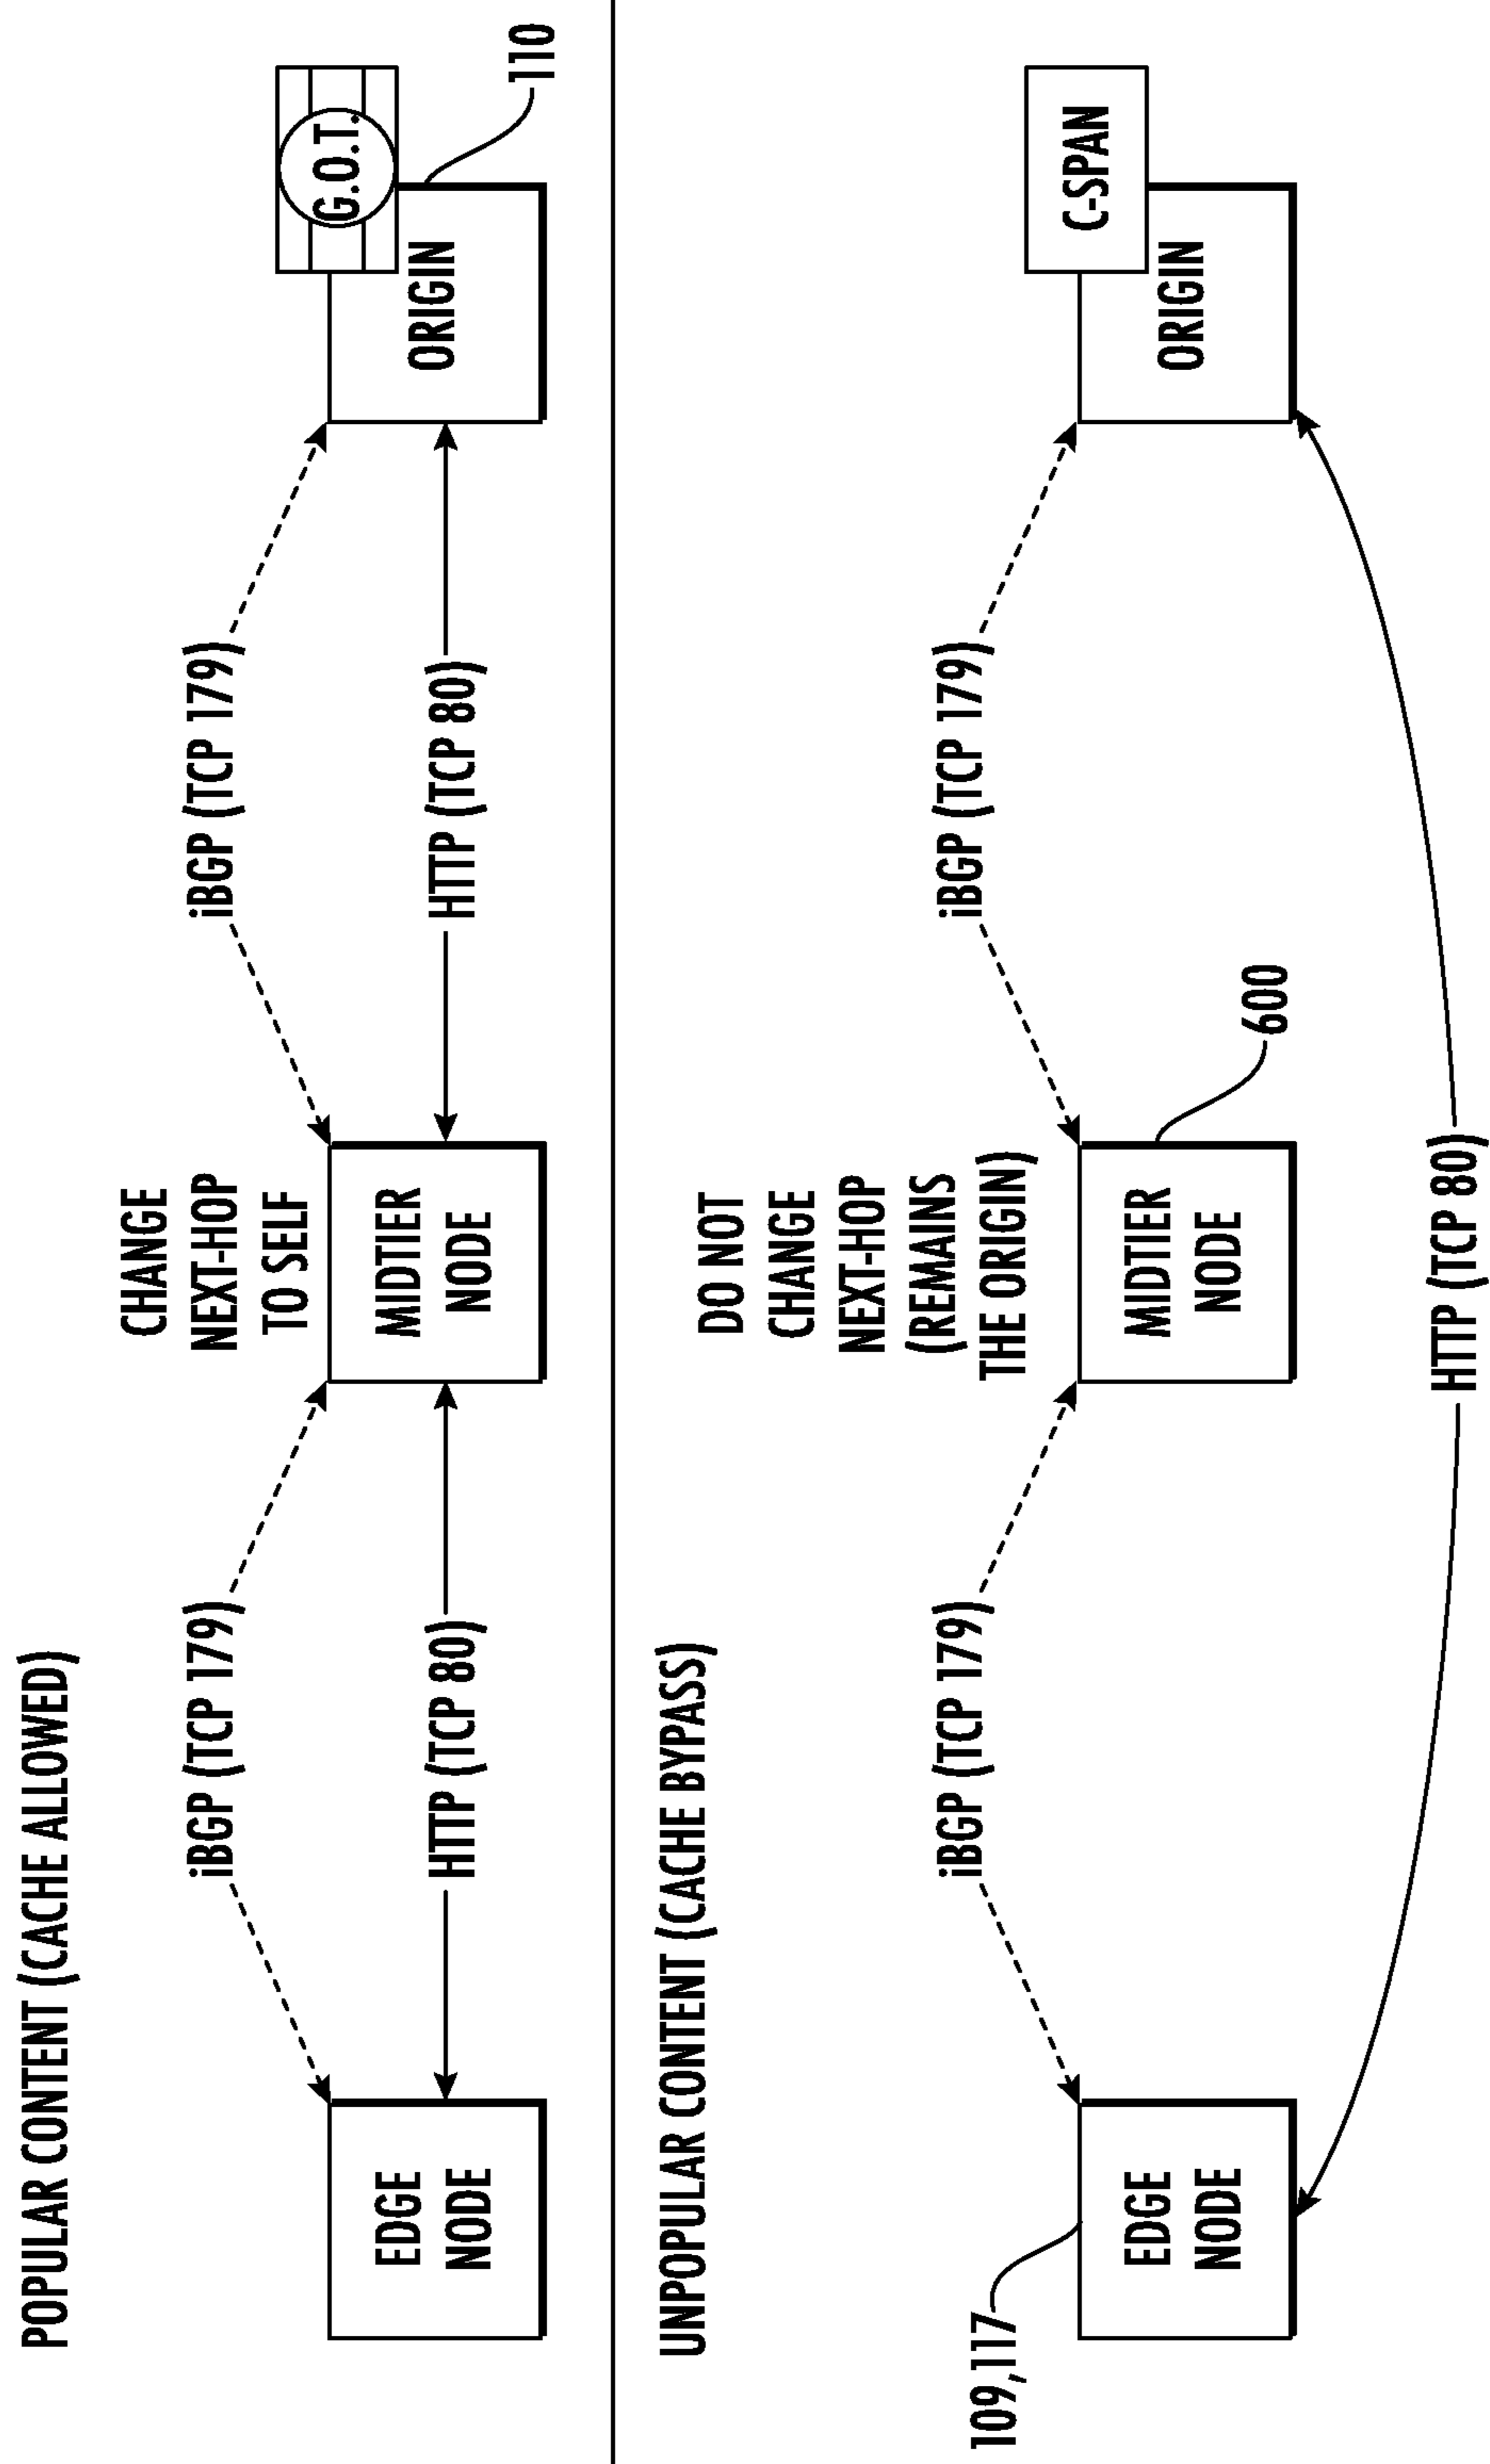 POPULAR CONTENT (CACHE ALLOWED)
CHANGE
NEXT-HOP
TO SELF
iBGP (TCP 179)
iBGP (TCP 179)
G.O.T.
EDGE
NODE
HTTP (TCP 80)
MIDTIER
NODE
HTTP (TCP 80)
ORIGIN
110
UNPOPULAR CONTENT (CACHE BYPASS)
DO NOT
CHANGE
NEXT-HOP
(REMAINS
THE ORIGIN)
iBGP (TCP 179)
iBGP (TCP 179)
109,117
C-SPAN
EDGE
NODE
MIDTIER
NODE
ORIGIN
600
HTTP (TCP 80)